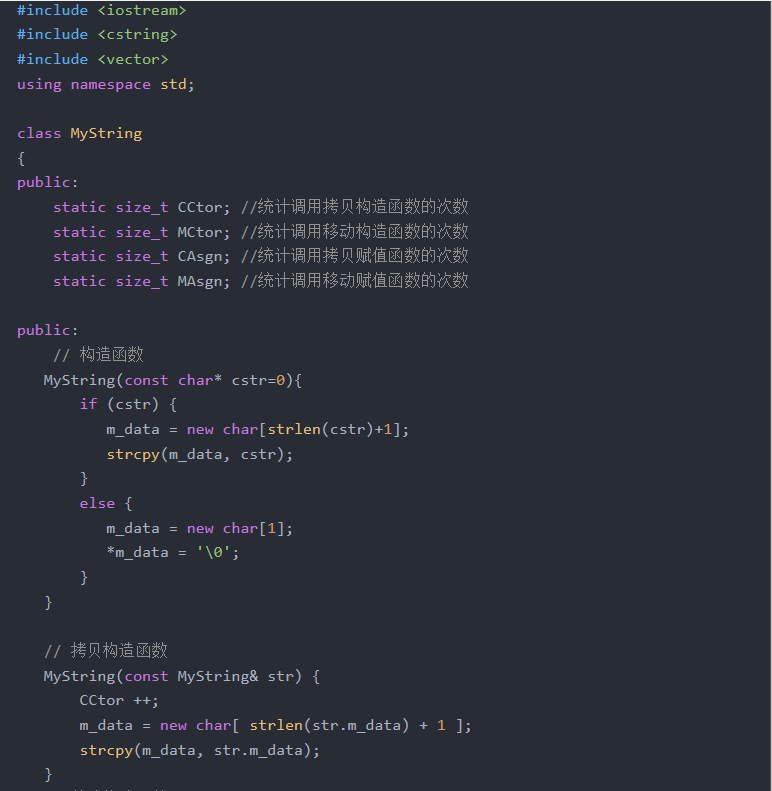 #include <iostream>
#include <cstring>
#include <vector>
using namespace std;
class MyString
{
public:
    static size_t CCtor; //统计调用拷贝构造函数的次数
    static size_t MCtor; //统计调用移动构造函数的次数
    static size_t CAsgn; //统计调用拷贝赋值函数的次数
    static size_t MAsgn; //统计调用移动赋值函数的次数
public:
    // 构造函数
   MyString(const char* cstr=0){
       if (cstr) {
          m_data = new char[strlen(cstr)+1];
          strcpy(m_data, cstr);
       }
       else {
          m_data = new char[1];
          *m_data = '\0';
       }
   }
   // 拷贝构造函数
   MyString(const MyString& str) {
       CCtor ++;
       m_data = new char[ strlen(str.m_data) + 1 ];
       strcpy(m_data, str.m_data);
   }